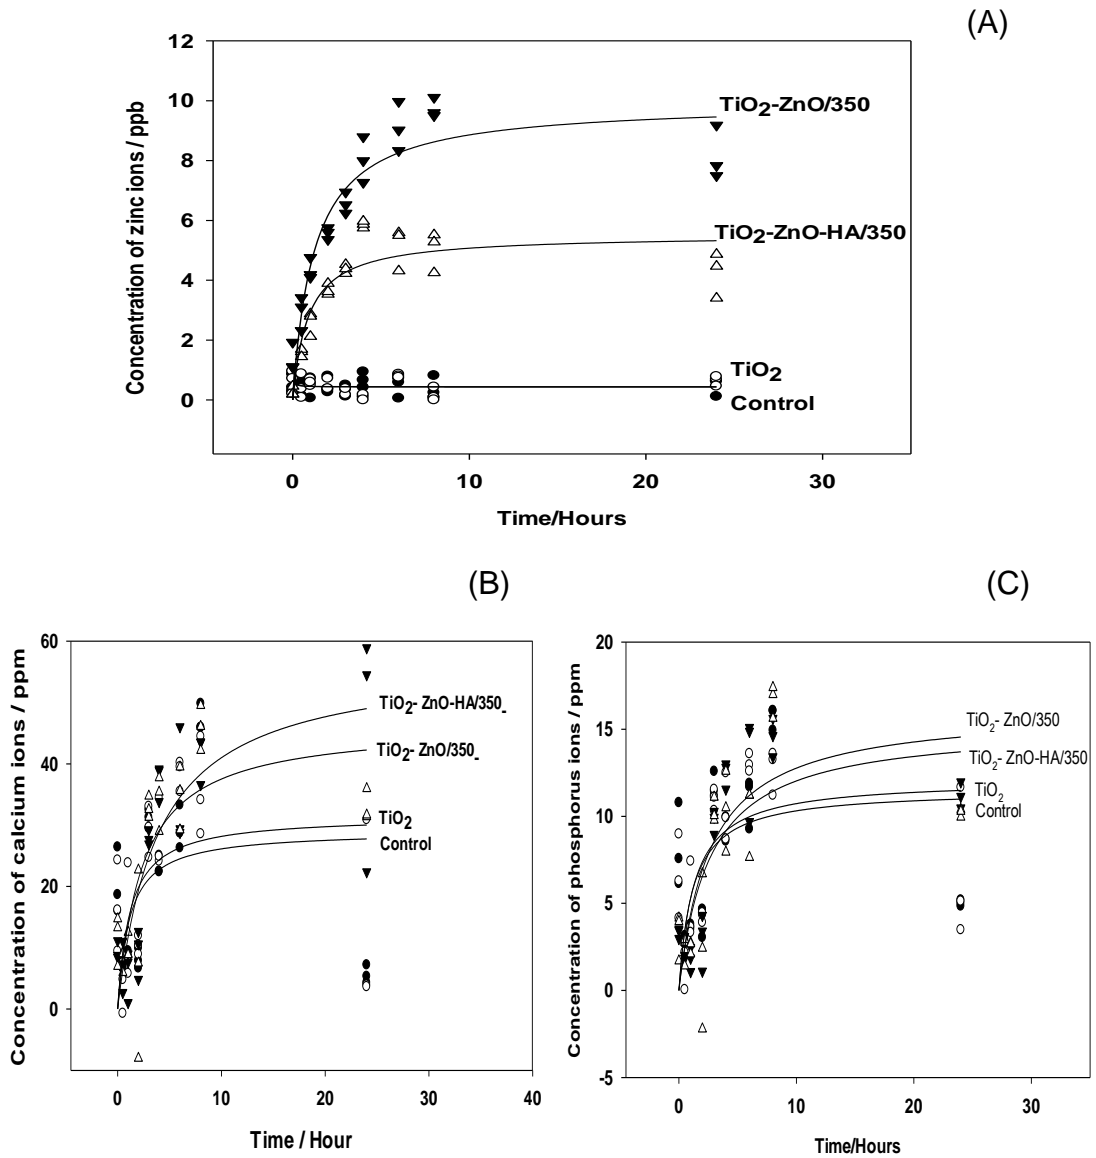 (A)
12
10
8
6
4
2
0
Concentration of zinc ions / ppb
TiO2-ZnO/350
TiO2-ZnO-HA/350
TiO2
Control
0 10 20 30
Time/Hours
(B)
60
40
20
0
Concentration of calcium ions / ppm
TiO2- ZnO-HA/350_
TiO2- ZnO/350_
TiO2
Control
0 10 20 30 40
Time / Hour
(C)
20
15
10
5
0
-5
Concentration of phosphorus ions / ppm
TiO2- ZnO/350
TiO2- ZnO-HA/350
TiO2
Control
0 10 20 30
Time/Hours